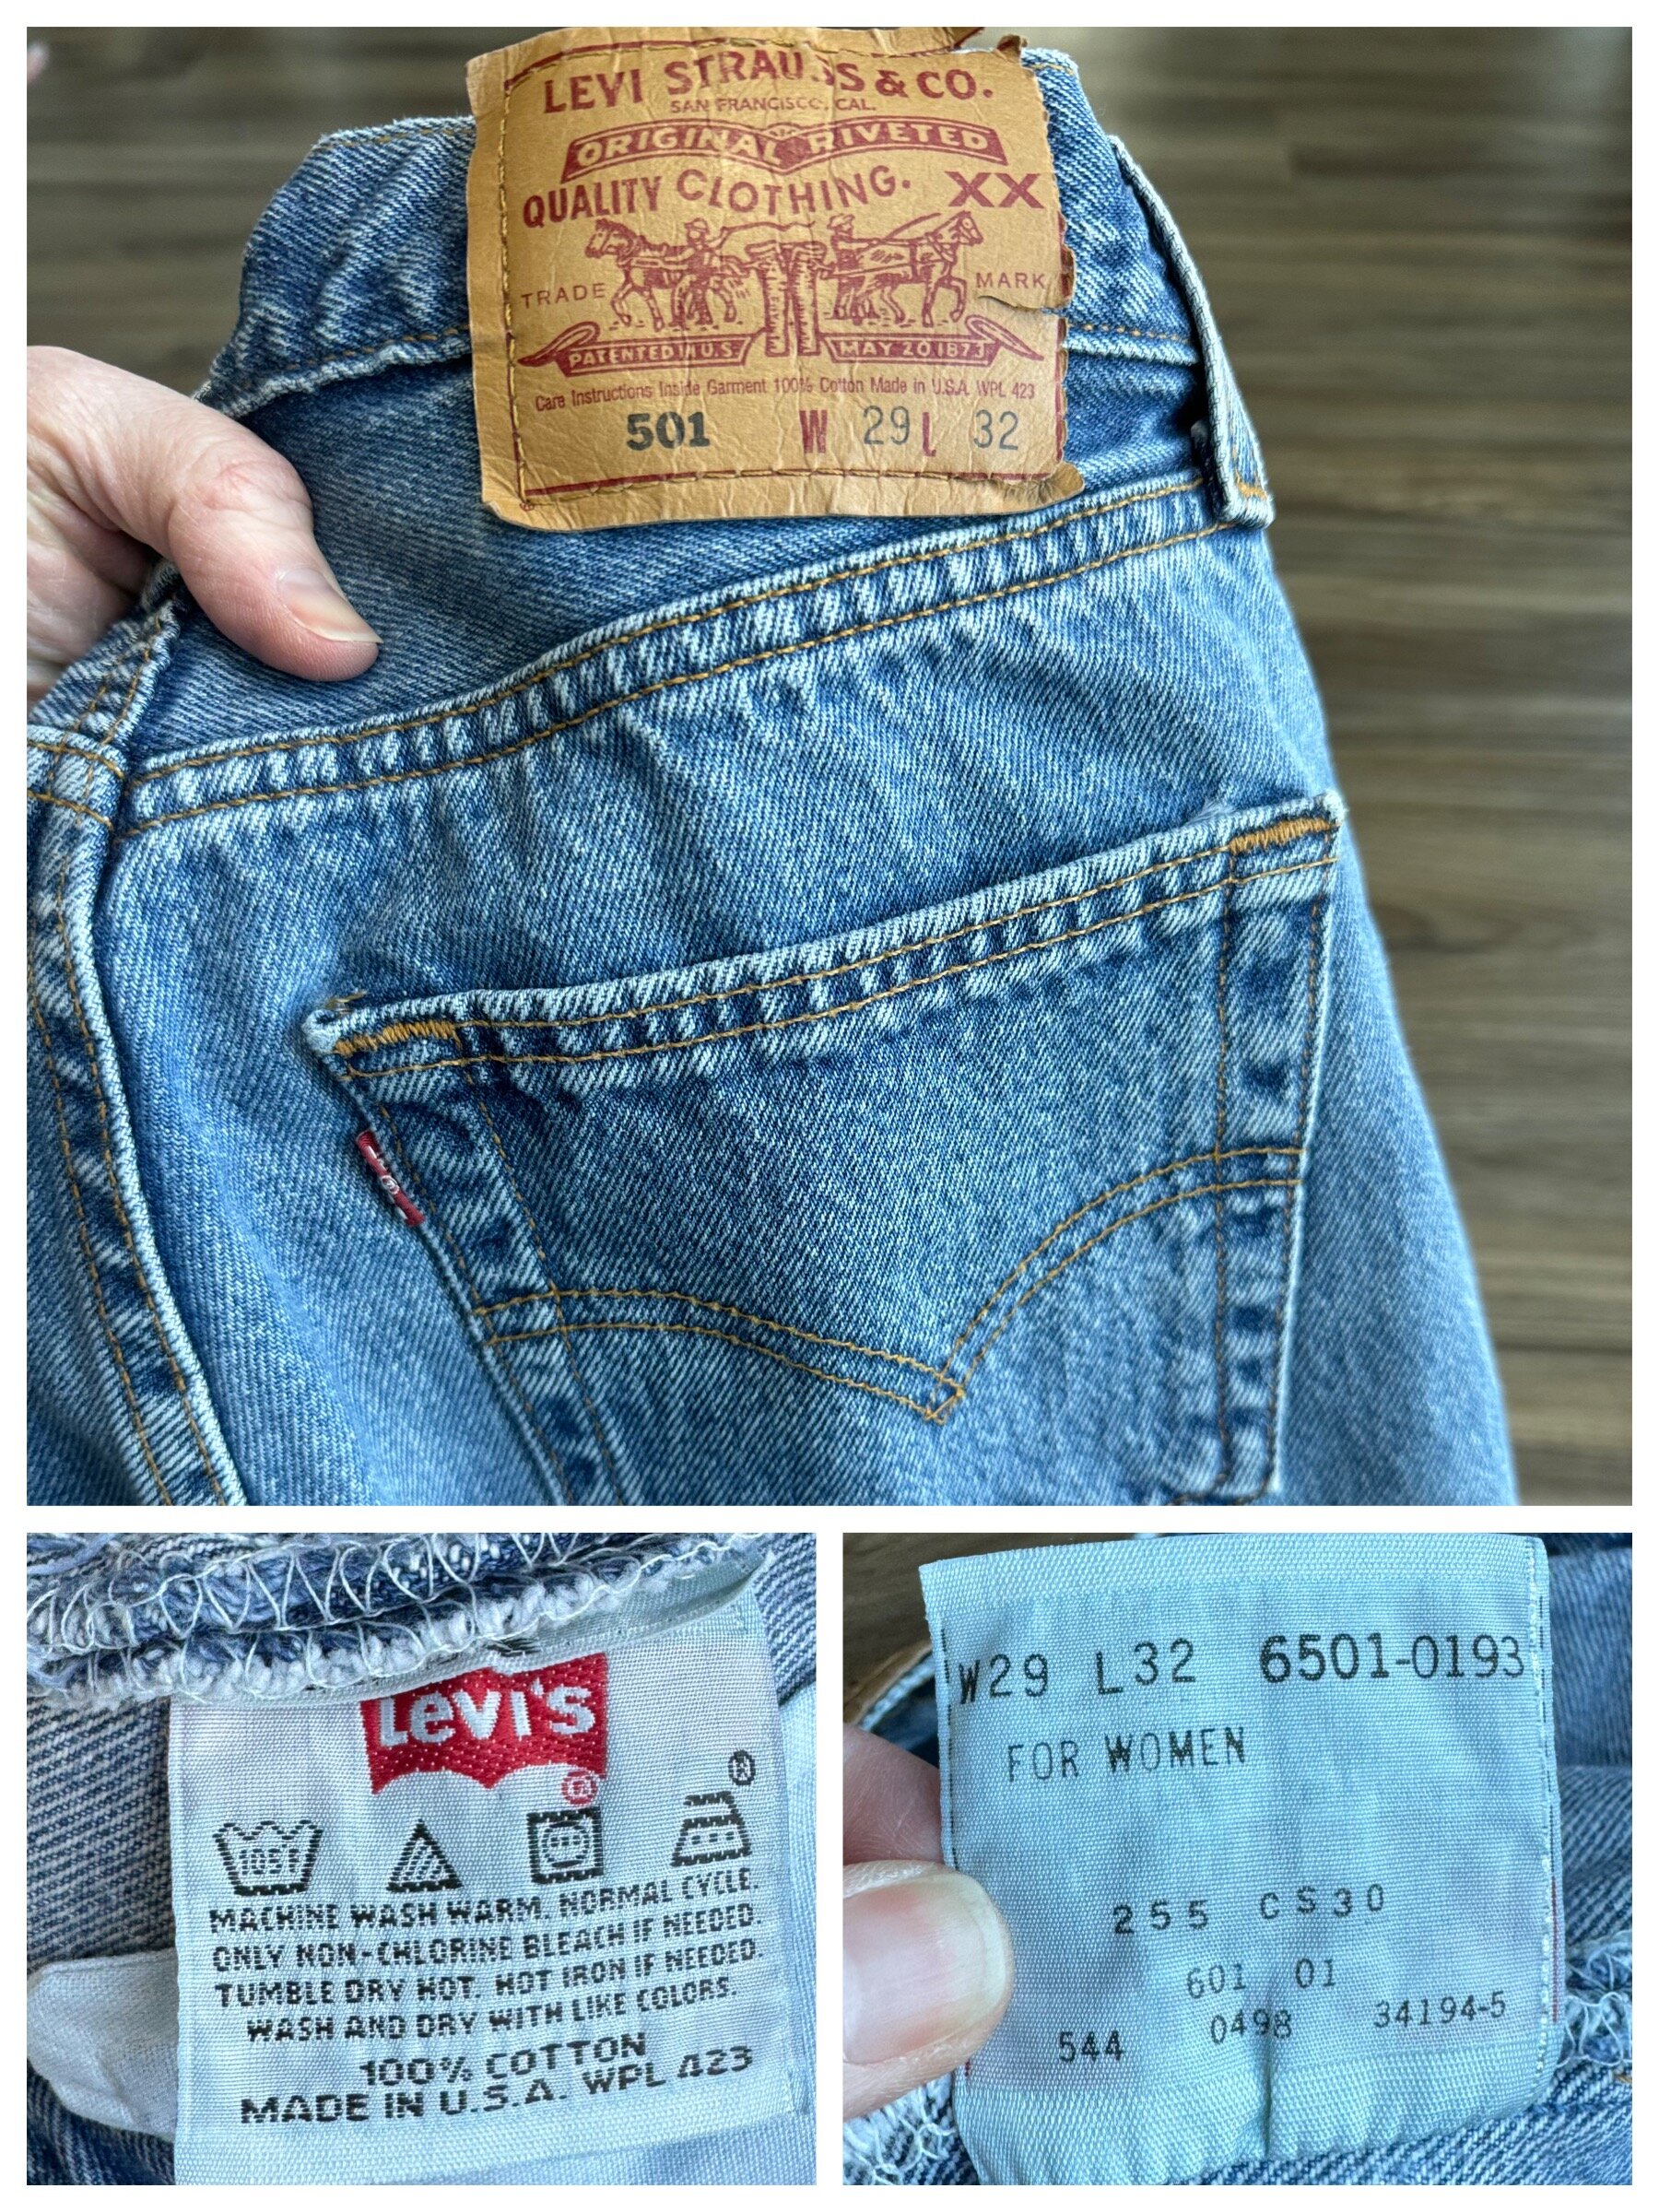 LEVI STRAUSS & CO.
SAN FRANCISCO, CAL.
ORIGINAL RIVETED
QUALITY CLOTHING. XX
TRADE MARK
PATENTED IN U.S. MAY 20 1873
Care Instructions Inside Garment 100% Cotton Made in U.S.A. WPL 423
501 W 29 L 32
Levi's
®
®
105F
MACHINE WASH WARM, NORMAL CYCLE.
ONLY NON-CHLORINE BLEACH IF NEEDED.
TUMBLE DRY HOT. HOT IRON IF NEEDED.
WASH AND DRY WITH LIKE COLORS.
100% COTTON
MADE IN U.S.A. WPL 423
W29 L32 6501-0193
FOR WOMEN
255 CS30
601 01
544 0498 34194-5